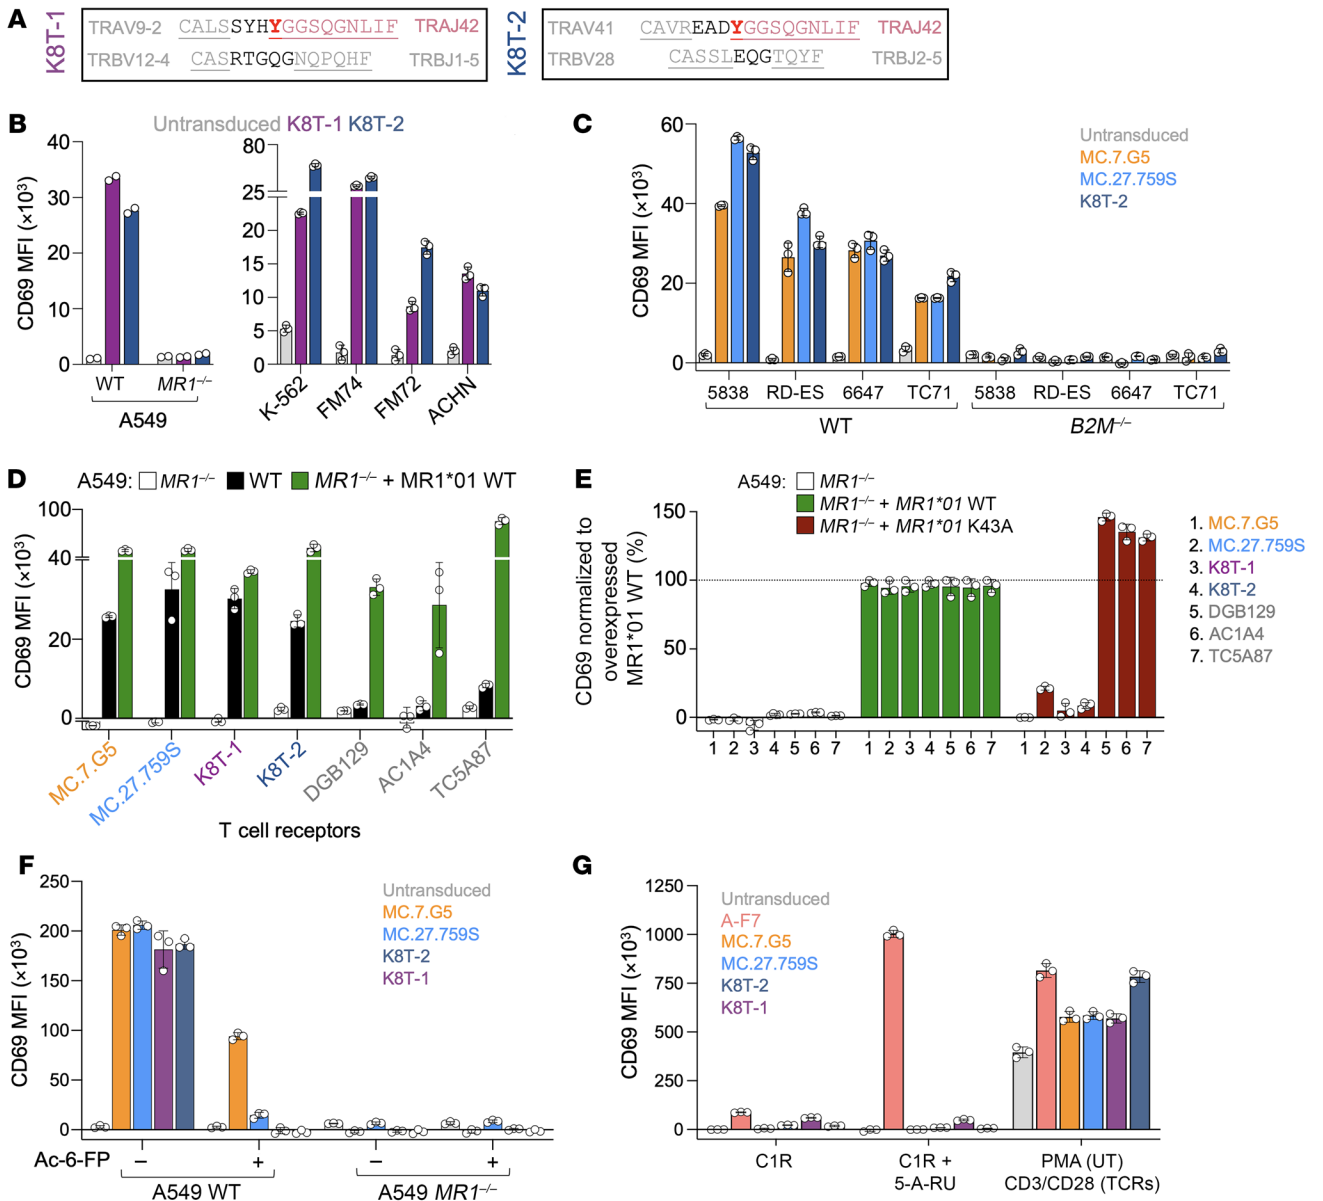 A
K8T-1
TRAV9-2 CALSSYHYGGSQGNLIF TRAJ42
TRBV12-4 CASRTGQGNQPQHF TRBJ1-5
K8T-2
TRAV41 CAVREADYGGSQGNLIF TRAJ42
TRBV28 CASSLEQGTQYF TRBJ2-5
B
Untransduced K8T-1 K8T-2
CD69 MFI (×10³)
40
30
20
10
0
WT MR1⁻/⁻
A549
80
25
20
15
10
5
0
K-562 FM74 FM72 ACHN
C
CD69 MFI (×10³)
60
40
20
0
Untransduced
MC.7.G5
MC.27.759S
K8T-2
5838 RD-ES 6647 TC71 5838 RD-ES 6647 TC71
WT B2M⁻/⁻
D
A549: MR1⁻/⁻ WT MR1⁻/⁻ + MR1*01 WT
CD69 MFI (×10³)
100
40
20
0
MC.7.G5 MC.27.759S K8T-1 K8T-2 DGB129 AC1A4 TC5A87
T cell receptors
E
A549: MR1⁻/⁻
MR1⁻/⁻ + MR1*01 WT
MR1⁻/⁻ + MR1*01 K43A
CD69 normalized to
overexpressed
MR1*01 WT (%)
150
100
50
0
1 2 3 4 5 6 7 1 2 3 4 5 6 7 1 2 3 4 5 6 7
1. MC.7.G5
2. MC.27.759S
3. K8T-1
4. K8T-2
5. DGB129
6. AC1A4
7. TC5A87
F
CD69 MFI (×10³)
250
200
150
100
50
0
Untransduced
MC.7.G5
MC.27.759S
K8T-2
K8T-1
Ac-6-FP − + − +
A549 WT A549 MR1⁻/⁻
G
CD69 MFI (×10³)
1250
1000
750
500
250
0
Untransduced
A-F7
MC.7.G5
MC.27.759S
K8T-2
K8T-1
C1R C1R + PMA (UT)
5-A-RU CD3/CD28 (TCRs)